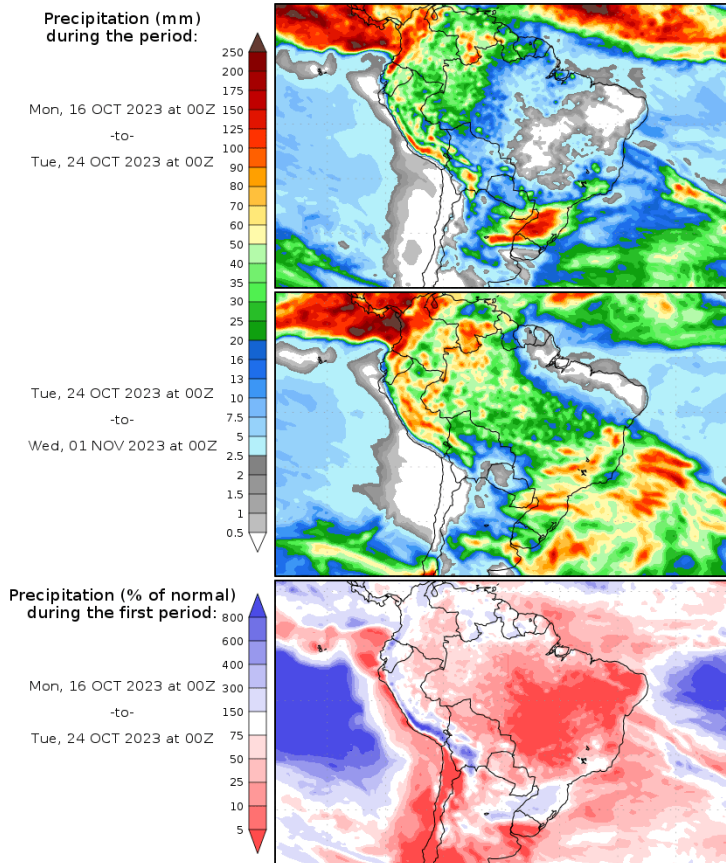 Precipitation (mm)
during the period:
Mon, 16 OCT 2023 at 00Z
-to-
Tue, 24 OCT 2023 at 00Z
250
200
175
150
125
100
90
80
70
60
50
40
35
30
25
20
16
13
10
7.5
5
2.5
2
1.5
1
0.5
Tue, 24 OCT 2023 at 00Z
-to-
Wed, 01 NOV 2023 at 00Z
Precipitation (% of normal)
during the first period:
Mon, 16 OCT 2023 at 00Z
-to-
Tue, 24 OCT 2023 at 00Z
800
600
400
300
150
75
50
25
10
5